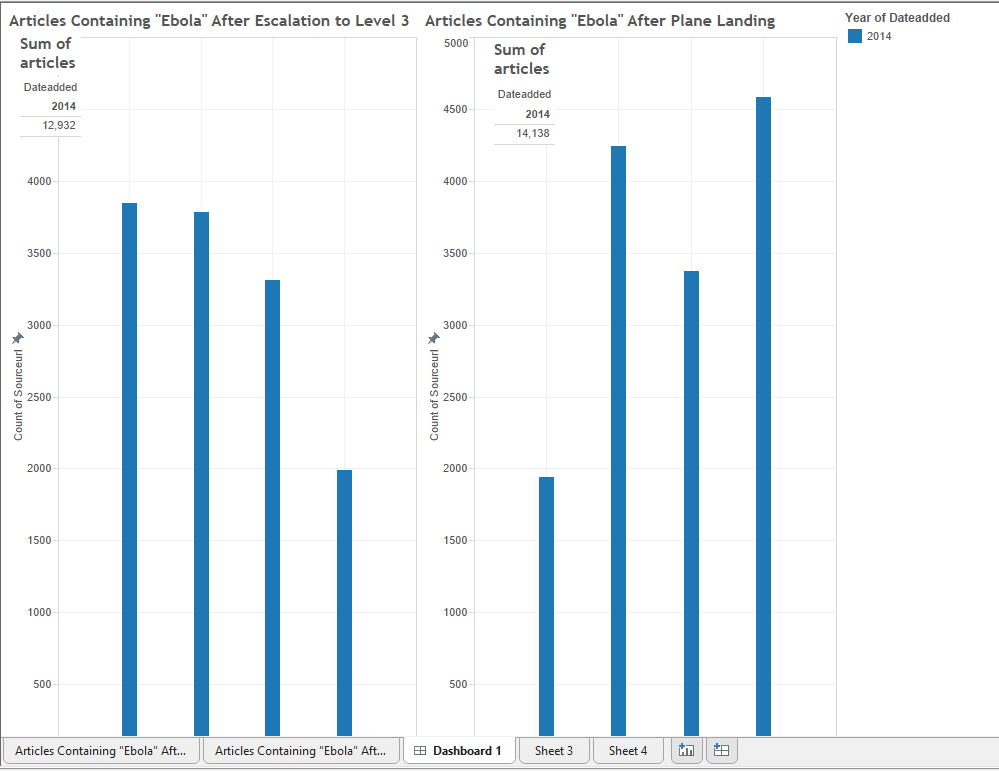 Articles Containing "Ebola" After Escalation to Level 3
Sum of
articles
Dateadded
2014
12,932
4000
3500
3000
2500
2000
1500
1000
500
Count of Sourceurl
Articles Containing "Ebola" After Plane Landing
Sum of
articles
Dateadded
2014
14,138
5000
4500
4000
3500
3000
2500
2000
1500
1000
500
Count of Sourceurl
Year of Dateadded
2014
Articles Containing "Ebola" Aft...
Articles Containing "Ebola" Aft...
Dashboard 1
Sheet 3
Sheet 4